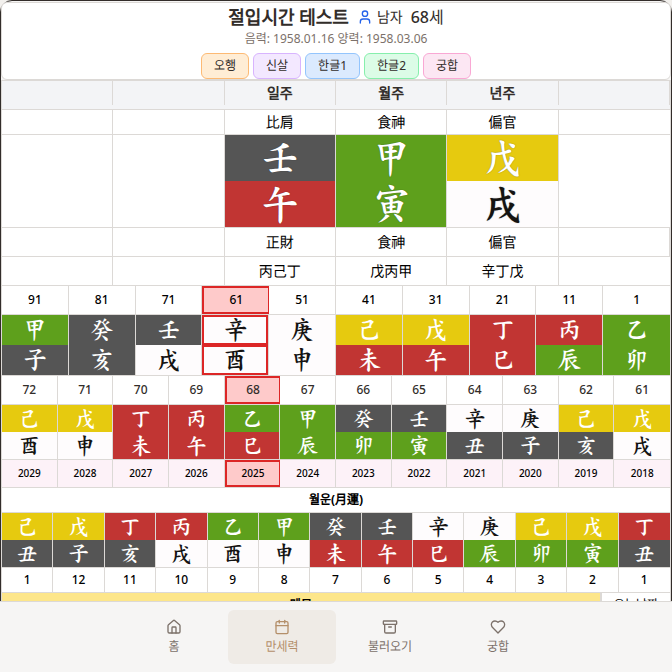 절입시간 테스트 남자 68세
음력: 1958.01.16 양력: 1958.03.06
오행 신살 한글1 한글2 궁합
일주 월주 년주
比肩 食神 偏官
壬 甲 戊
午 寅 戌
正財 食神 偏官
丙己丁 戊丙甲 辛丁戊
91 81 71 61 51 41 31 21 11 1
甲 癸 壬 辛 庚 己 戊 丁 丙 乙
子 亥 戌 酉 申 未 午 巳 辰 卯
72 71 70 69 68 67 66 65 64 63 62 61
己 戊 丁 丙 乙 甲 癸 壬 辛 庚 己 戊
酉 申 未 午 巳 辰 卯 寅 丑 子 亥 戌
2029 2028 2027 2026 2025 2024 2023 2022 2021 2020 2019 2018
월운(月運)
己 戊 丁 丙 乙 甲 癸 壬 辛 庚 己 戊 丁
丑 子 亥 戌 酉 申 未 午 巳 辰 卯 寅 丑
1 12 11 10 9 8 7 6 5 4 3 2 1
홈 만세력 불러오기 궁합